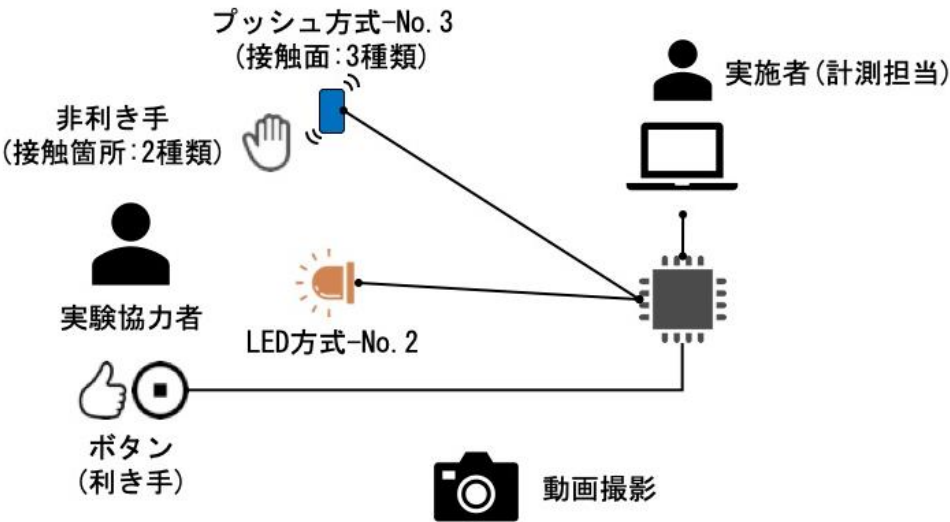 プッシュ方式-No.3
(接触面:3種類)
実施者(計測担当)
非利き手
(接触箇所:2種類)
実験協力者
LED方式-No.2
ボタン
(利き手)
動画撮影